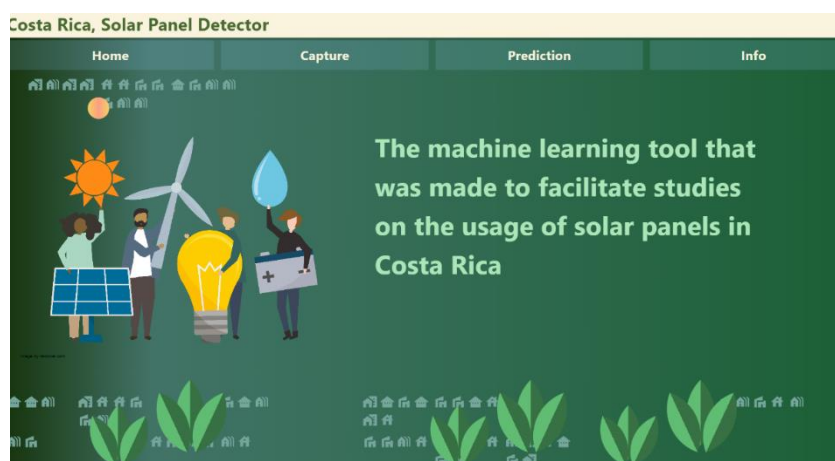 Costa Rica, Solar Panel Detector
Home
Capture
Prediction
Info
The machine learning tool that
was made to facilitate studies
on the usage of solar panels in
Costa Rica